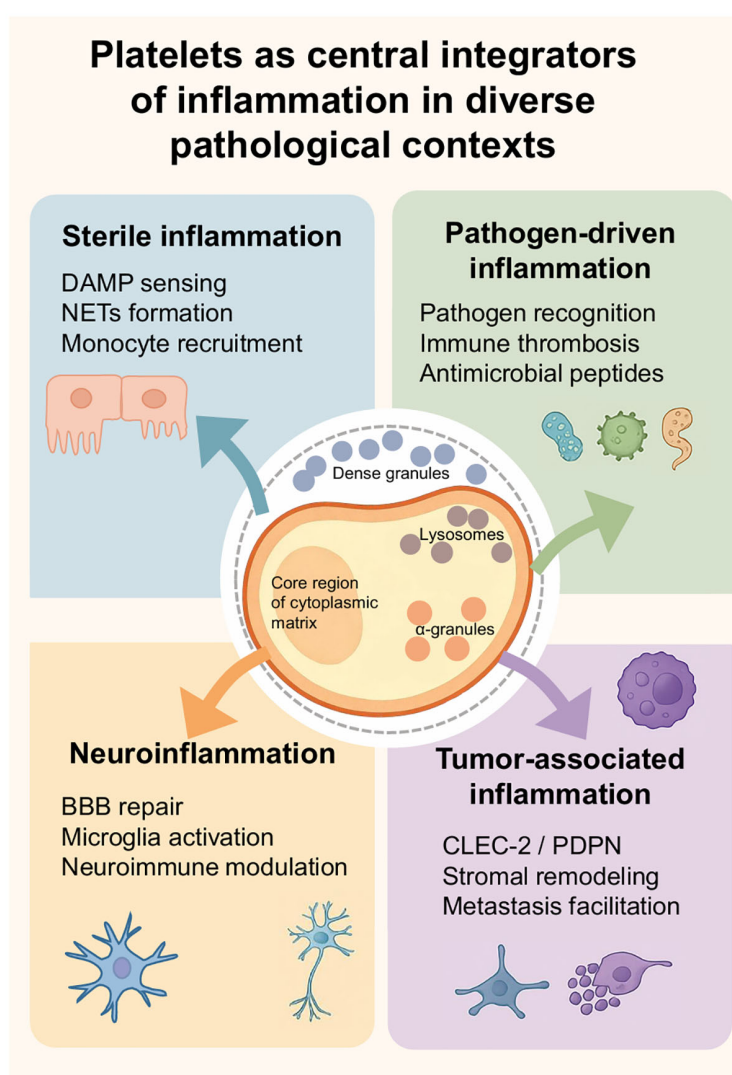 Platelets as central integrators
of inflammation in diverse
pathological contexts
Sterile inflammation
DAMP sensing
NETs formation
Monocyte recruitment
Pathogen-driven
inflammation
Pathogen recognition
Immune thrombosis
Antimicrobial peptides
Dense granules
Lysosomes
Core region
of cytoplasmic
matrix
α-granules
Neuroinflammation
BBB repair
Microglia activation
Neuroimmune modulation
Tumor-associated
inflammation
CLEC-2 / PDPN
Stromal remodeling
Metastasis facilitation